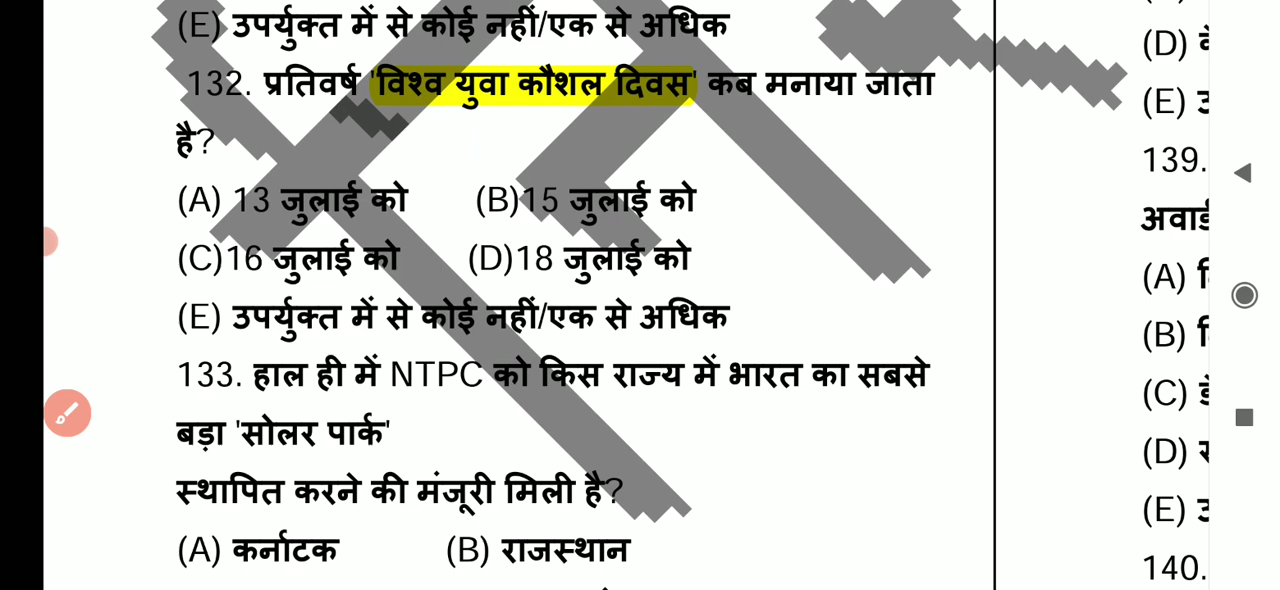 (E) उपर्युक्त में से कोई नहीं/एक से अधिक
132. प्रतिवर्ष 'विश्व युवा कौशल दिवस' कब मनाया जाता
है?
(A) 13 जुलाई को (B)15 जुलाई को
(C)16 जुलाई को (D)18 जुलाई को
(E) उपर्युक्त में से कोई नहीं/एक से अधिक
133. हाल ही में NTPC को किस राज्य में भारत का सबसे
बड़ा 'सोलर पार्क'
स्थापित करने की मंजूरी मिली है?
(A) कर्नाटक (B) राजस्थान
(D)
(E)
139.
(A)
(B)
(C)
(D)
(E)
140.